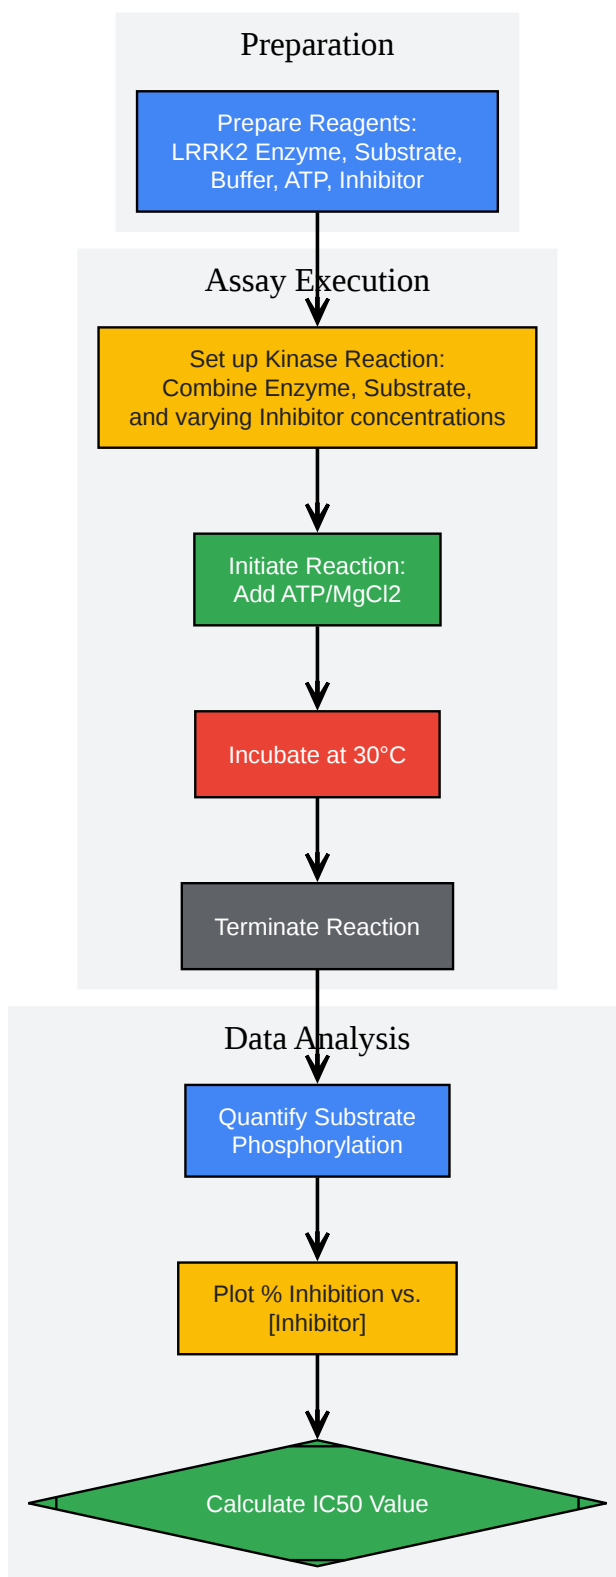 Preparation
Prepare Reagents:
LRRK2 Enzyme, Substrate,
Buffer, ATP, Inhibitor
Assay Execution
Set up Kinase Reaction:
Combine Enzyme, Substrate,
and varying Inhibitor concentrations
Initiate Reaction:
Add ATP/MgCl2
Incubate at 30°C
Terminate Reaction
Data Analysis
Quantify Substrate
Phosphorylation
Plot % Inhibition vs.
[Inhibitor]
Calculate IC50 Value